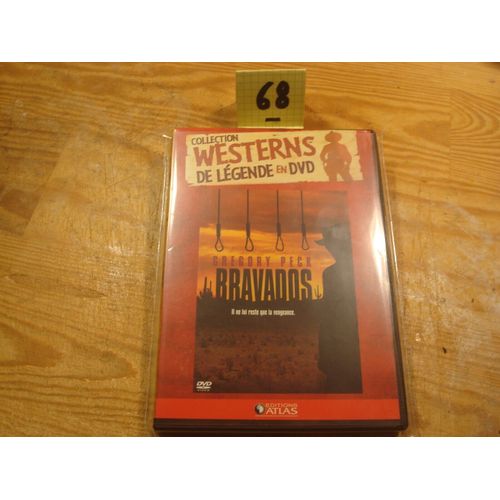 68
COLLECTION
WESTERNS
DE LÉGENDE EN DVD
GREGORY PECK
BRAVADOS
Il ne lui reste que la vengeance.
DVD
VIDEO
EDITIONS
ATLAS